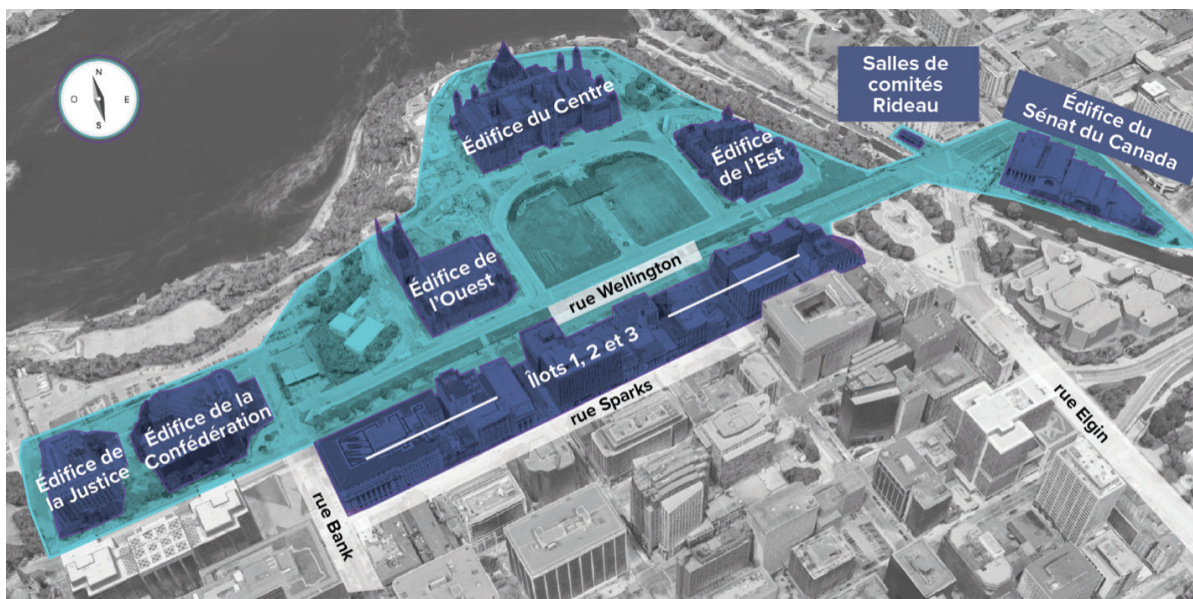 N
O
E
S
Salles de
comités
Rideau
Édifice du
Sénat du Canada
Édifice du Centre
Édifice
de l'Est
Édifice de
l'Ouest
rue Wellington
Îlots 1, 2 et 3
rue Sparks
rue Elgin
Édifice de la
Confédération
Édifice de
la Justice
rue Bank